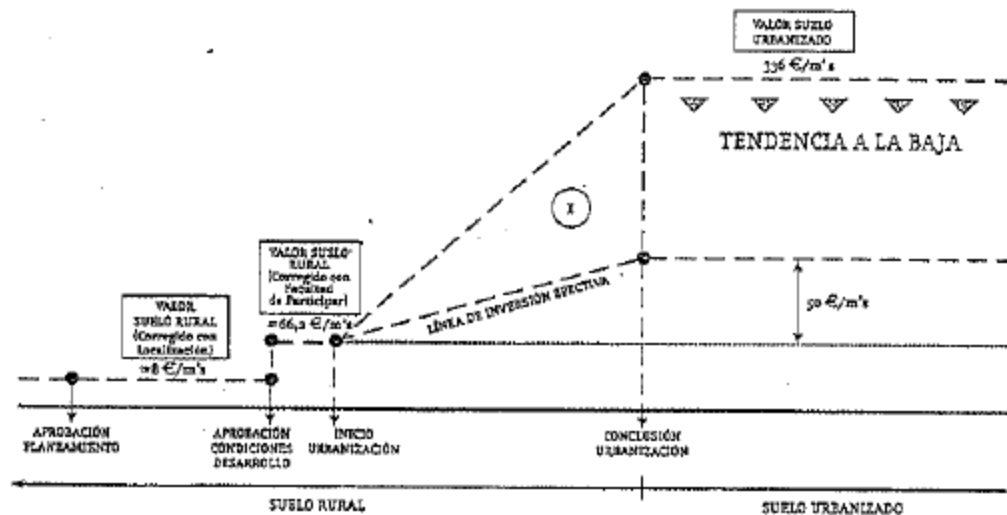 VALOR SUELO
URBANIZADO
336 €/m²s
TENDENCIA A LA BAJA
I
VALOR SUELO
RURAL
(Corregido con
Facultad
de Participar)
=66,2 €/m²s
LÍNEA DE INVERSIÓN EFECTIVA
50 €/m²s
VALOR
SUELO RURAL
(Corregido con
Localización)
=8 €/m²s
APROBACIÓN
PLANEAMIENTO
APROBACIÓN
CONDICIONES
DESARROLLO
INICIO
URBANIZACIÓN
CONCLUSIÓN
URBANIZACIÓN
SUELO RURAL
SUELO URBANIZADO